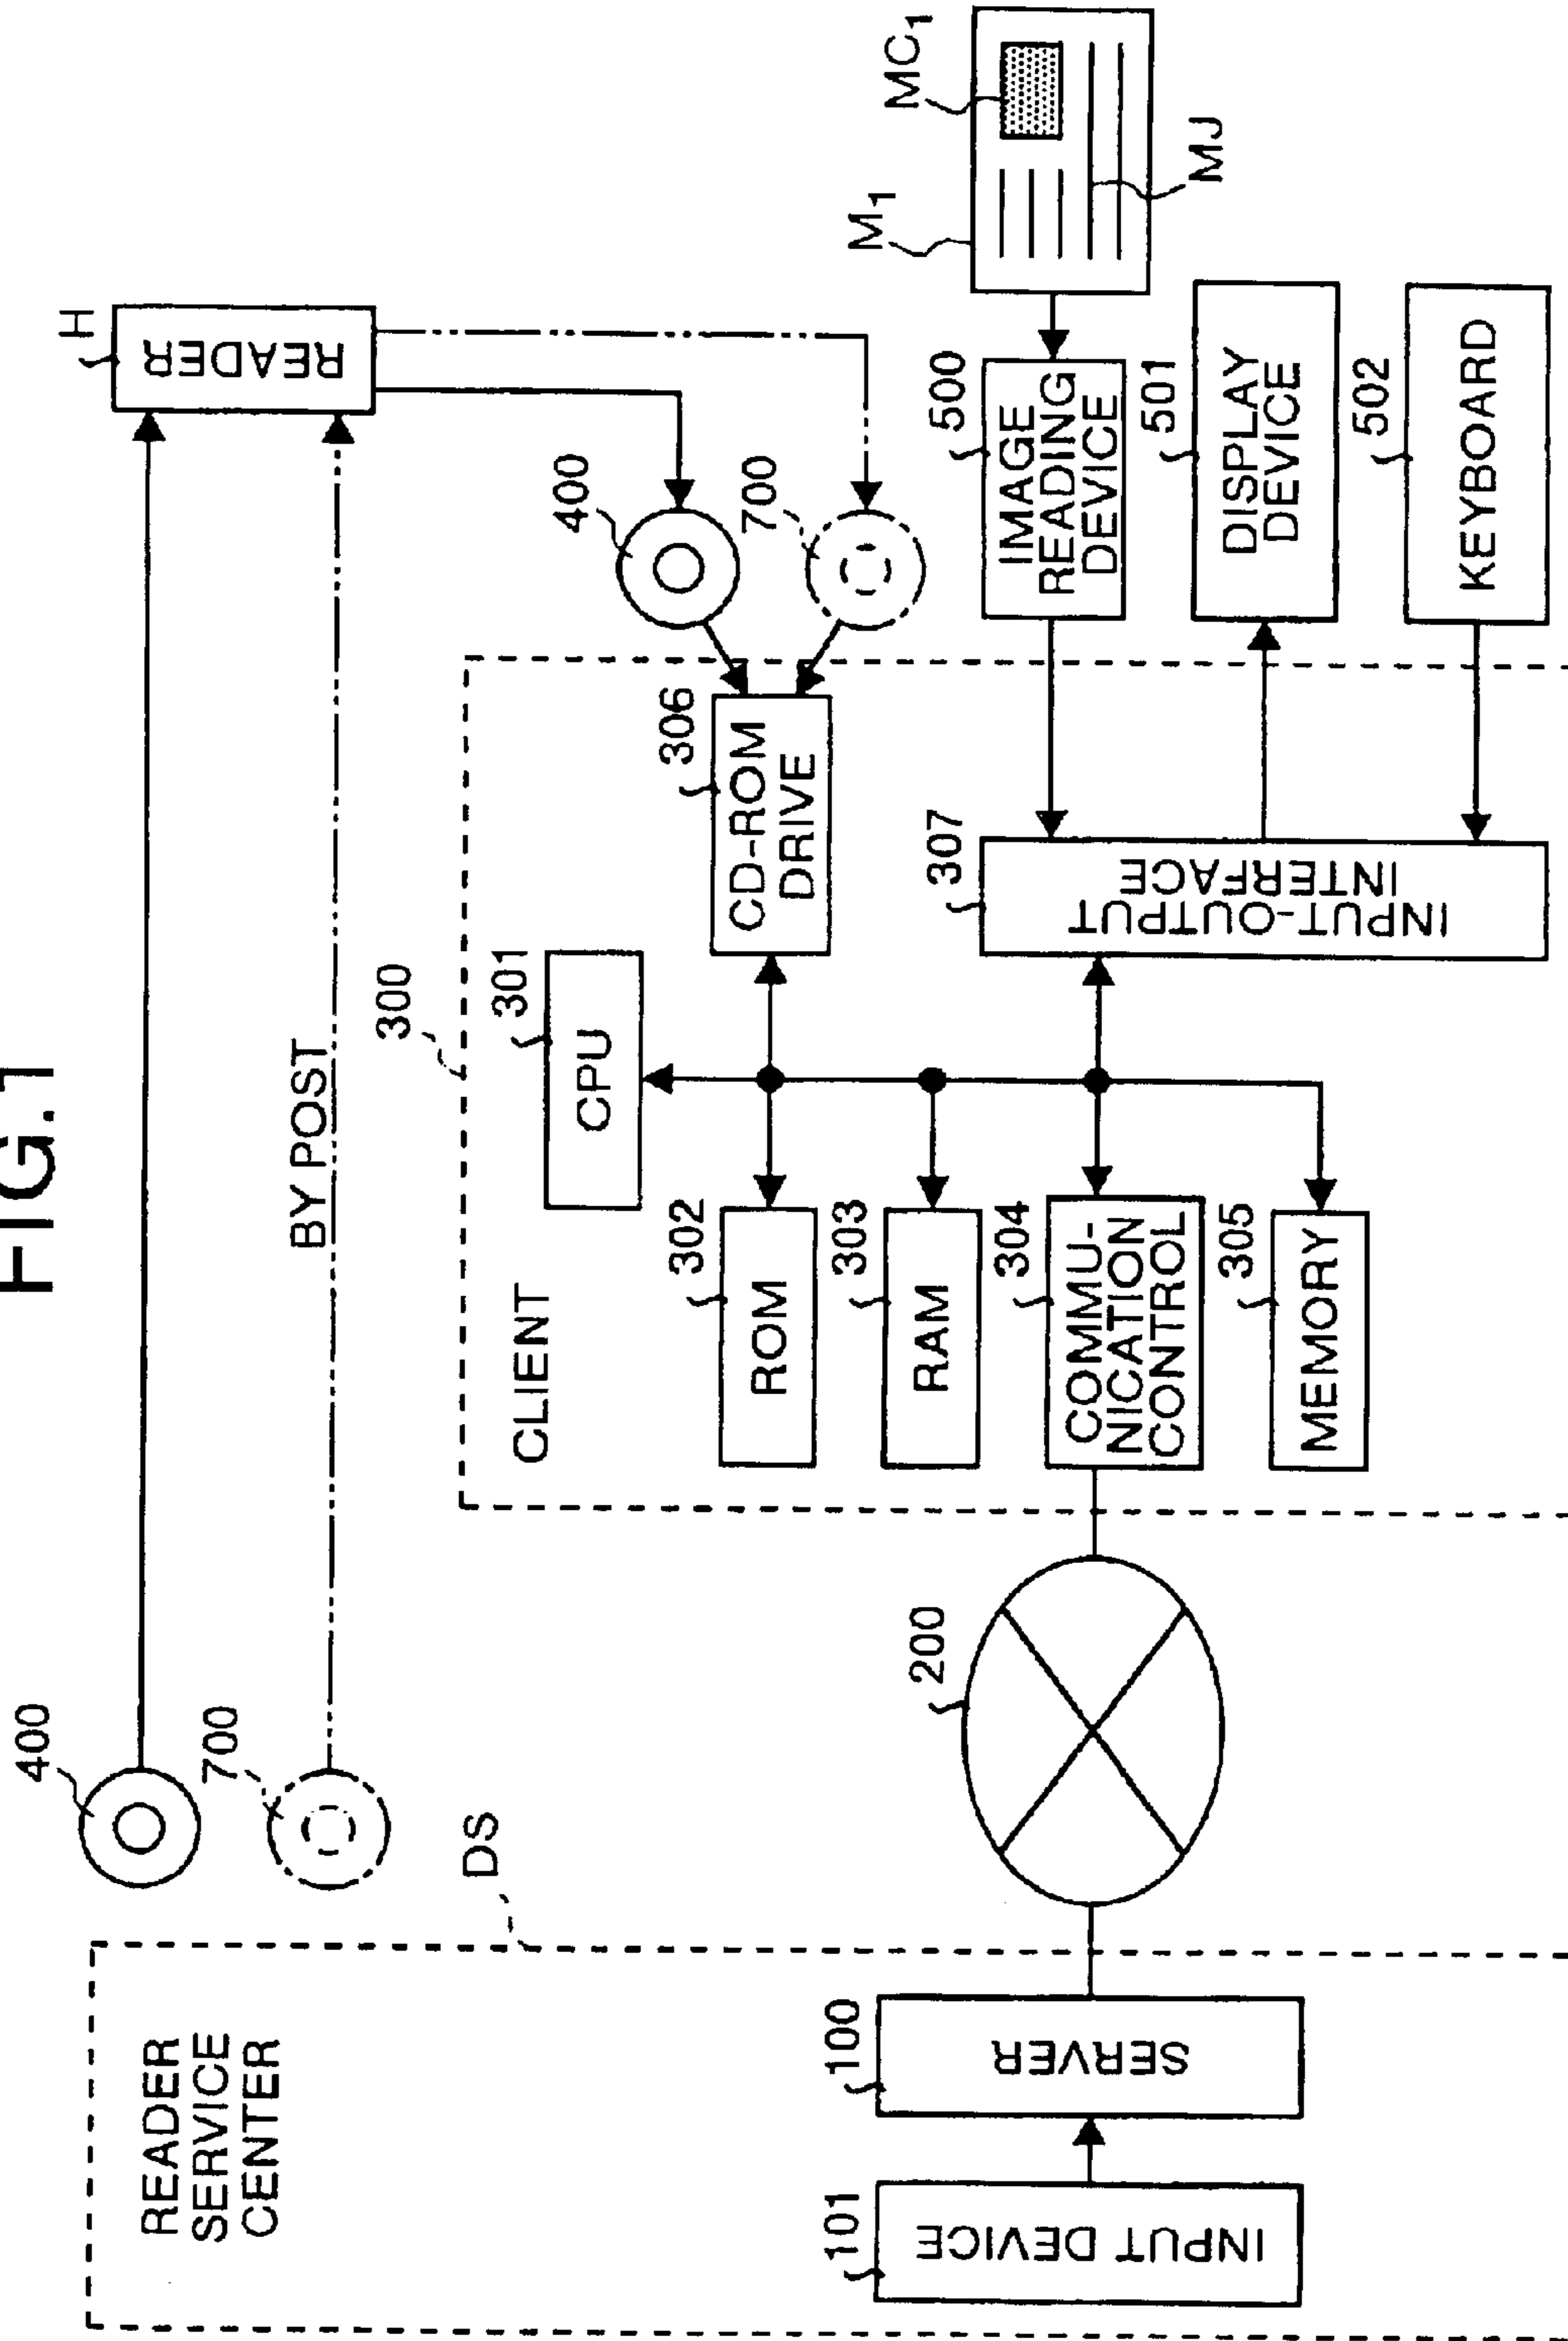 FIG.1
400
700
BY POST
H
READER
READER
SERVICE
CENTER
DS
101
INPUT DEVICE
100
SERVER
200
300
CLIENT
301
CPU
302
ROM
303
RAM
304
COMMU-
NICATION
CONTROL
305
MEMORY
306
CD-ROM
DRIVE
307
INPUT-OUTPUT
INTERFACE
400
700
500
IMAGE
READING
DEVICE
501
DISPLAY
DEVICE
502
KEYBOARD
M1
MC1
MJ